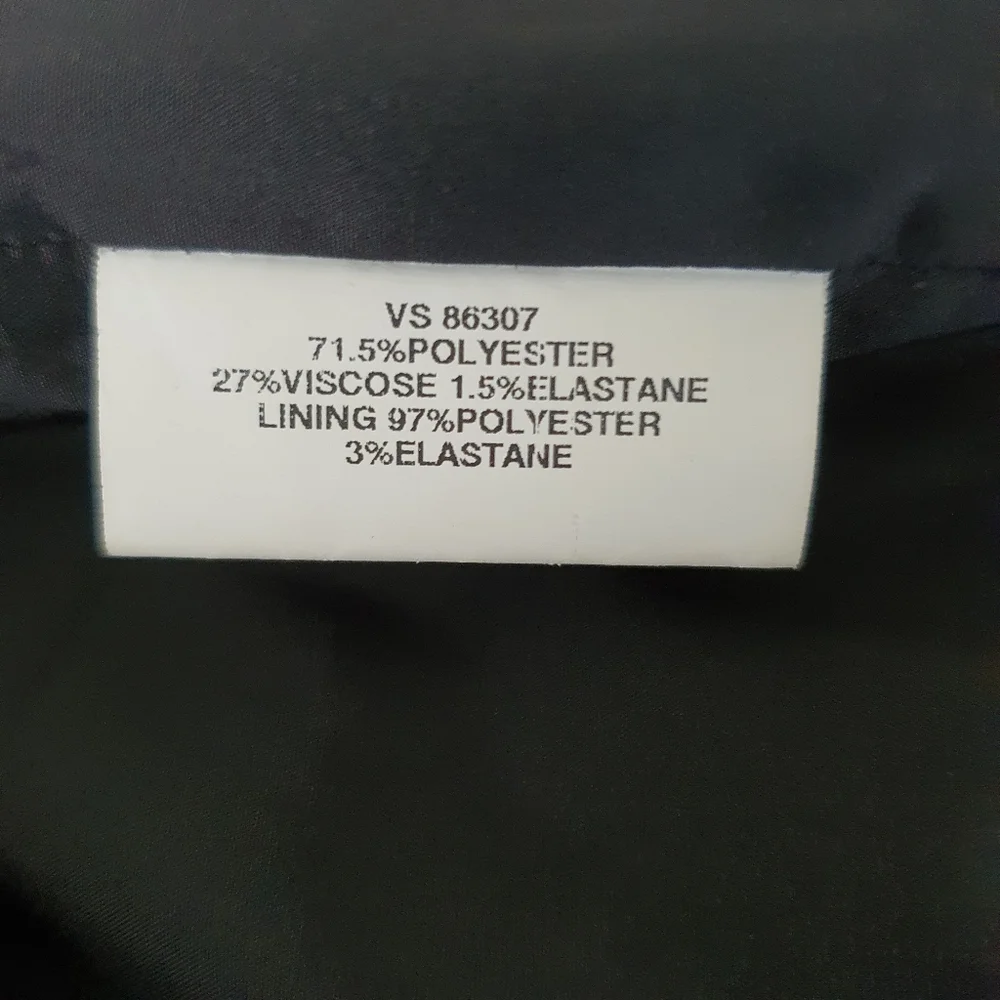 VS 86307
71.5%POLYESTER
27%VISCOSE 1.5%ELASTANE
LINING 97%POLYESTER
3%ELASTANE